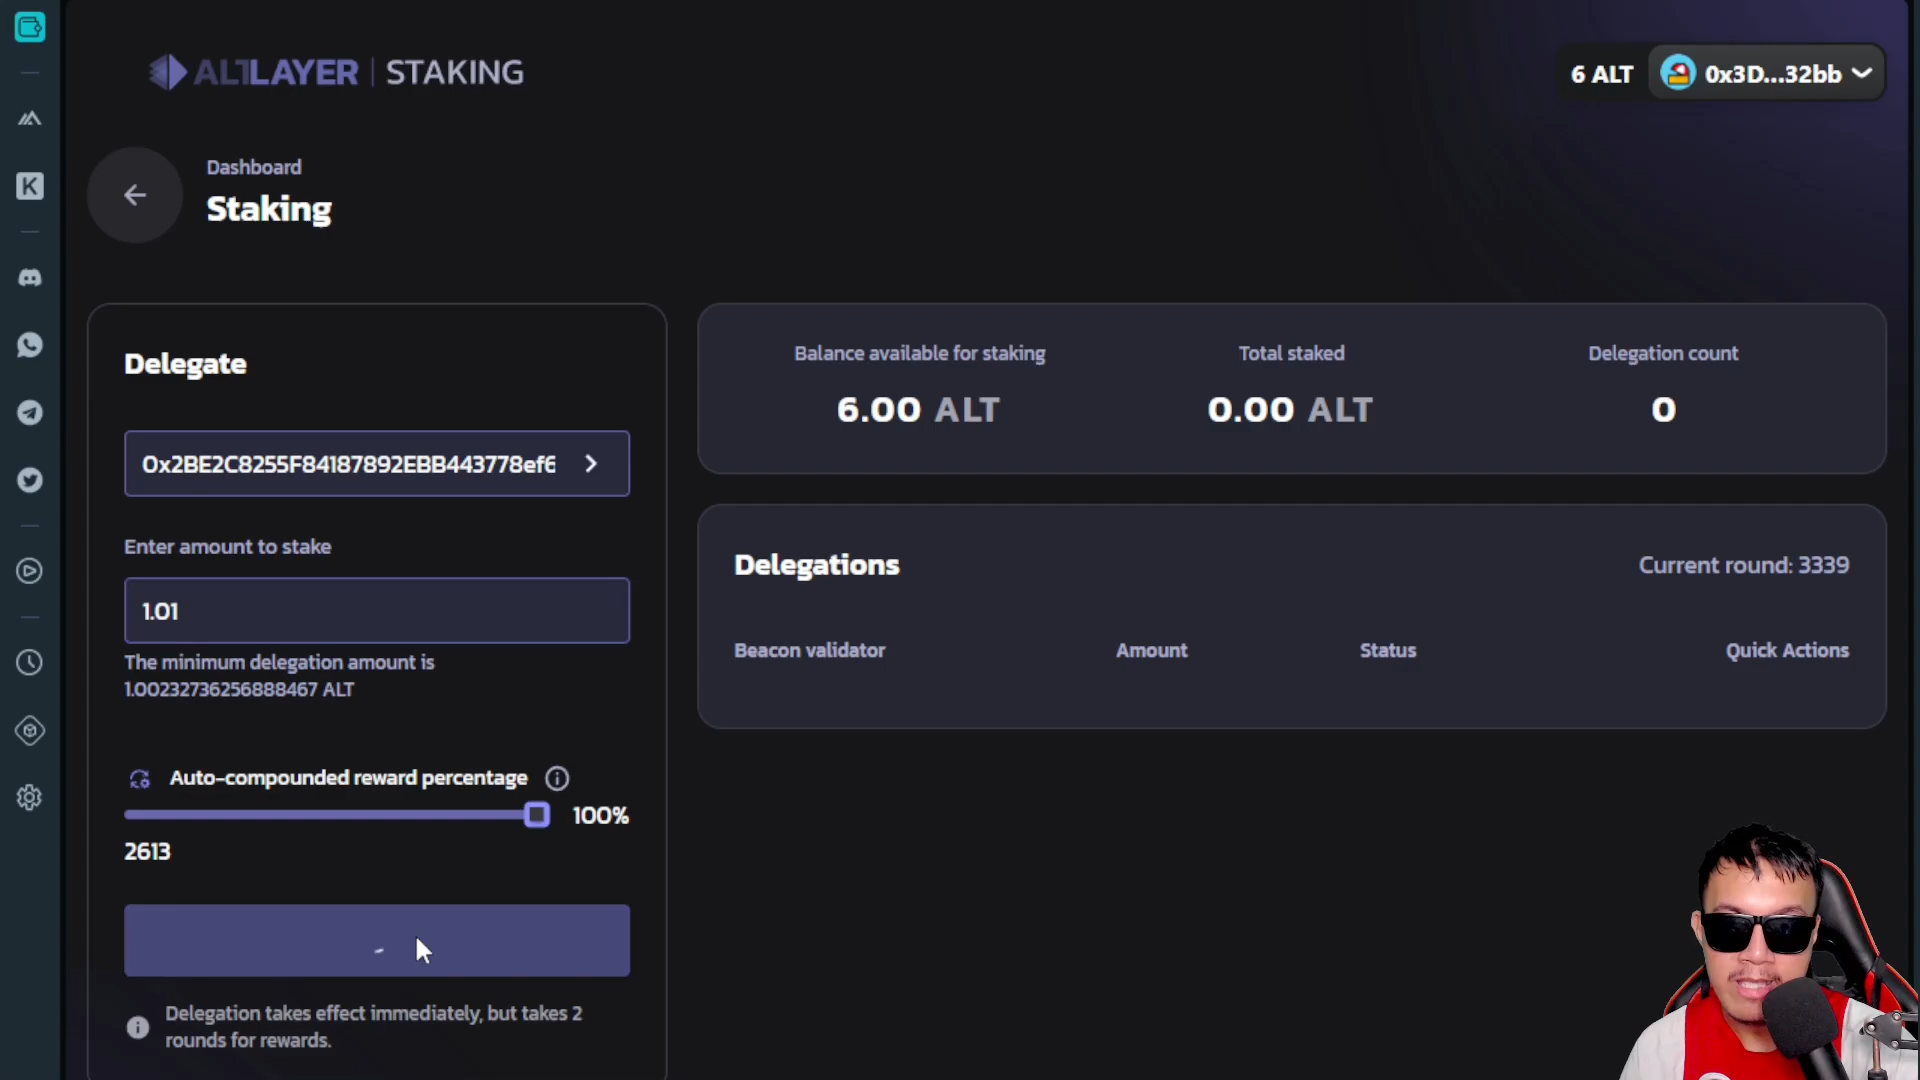 ALTLAYER | STAKING
6 ALT
0x3D...32bb
Dashboard
Staking
Delegate
0x2BE2C8255F84187892EBB443778ef6
Enter amount to stake
1.01
The minimum delegation amount is
1.00232736256888467 ALT
Auto-compounded reward percentage
100%
2613
Delegation takes effect immediately, but takes 2
rounds for rewards.
Balance available for staking
6.00 ALT
Total staked
0.00 ALT
Delegation count
0
Delegations
Current round: 3339
Beacon validator
Amount
Status
Quick Actions
K